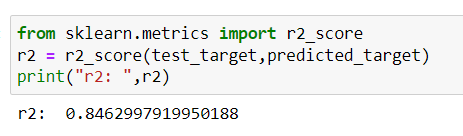 from sklearn.metrics import r2_score
r2 = r2_score(test_target,predicted_target)
print("r2: ",r2)
r2:  0.8462997919950188